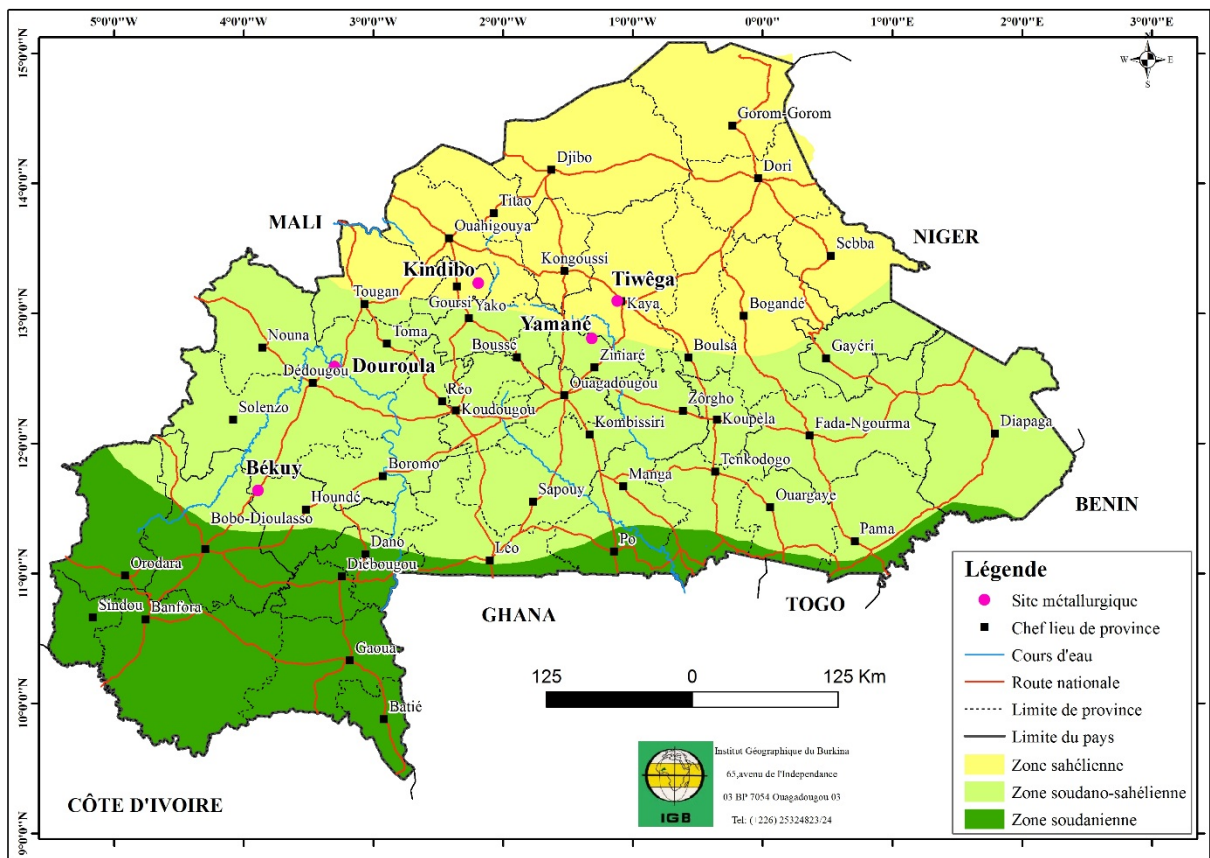 5°0'0"W 4°0'0"W 3°0'0"W 2°0'0"W 1°0'0"W 0°0'0" 1°0'0"E 2°0'0"E 3°0'0"E
15°0'0"N
14°0'0"N
13°0'0"N
12°0'0"N
11°0'0"N
10°0'0"N
9°0'0"N
N
W E
S
Gorom-Gorom
Djibo
Dori
Titao
MALI
Ouahigouya
NIGER
Sebba
Kindibo
Kongoussi
Tiwêga
Tougan
Goursi
Yako
Kaya
Bogandé
Yamané
Nouna
Toma
Boussé
Boulsa
Gayéri
Ziniaré
Douroula
Dédougou
Réo
Ouagadougou
Solenzo
Koudougou
Zôrgho
Koupèla
Kombissiri
Fada-Ngourma
Diapaga
Békuy
Boromo
Tenkodogo
Manga
Houndé
Sapouy
Ouargaye
BENIN
Bobo-Dioulasso
Pama
Dano
Léo
Po
Orodara
Diébougou
TOGO
GHANA
Sindou
Banfora
Gaoua
Batié
CÔTE D'IVOIRE
125 0 125 Km
IGB
Institut Géographique du Burkina
63,avenu de l'Independance
03 BP 7054 Ouagadougou 03
Tel: (+226) 25324823/24
Légende
Site métallurgique
Chef lieu de province
Cours d'eau
Route nationale
Limite de province
Limite du pays
Zone sahélienne
Zone soudano-sahélienne
Zone soudanienne